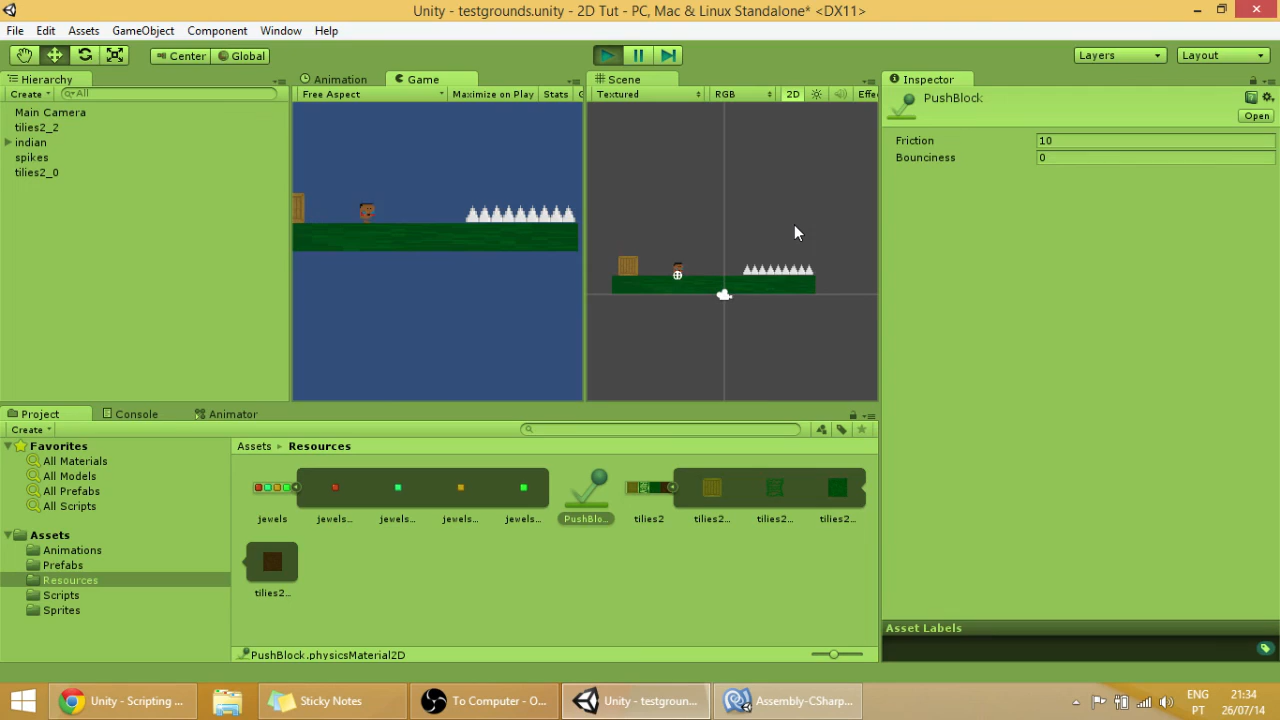 Unity - testgrounds.unity - 2D Tut - PC, Mac & Linux Standalone* <DX11>
File Edit Assets GameObject Component Window Help
Center Global Layers Layout
Hierarchy
Create All
Main Camera
tilies2_2
indian
spikes
tilies2_0
Animation Game
Free Aspect Maximize on Play Stats
Scene
Textured RGB 2D Effe
Inspector
PushBlock
Open
Friction 10
Bounciness 0
Project Console Animator
Create
Favorites
All Materials
All Models
All Prefabs
All Scripts
Assets
Animations
Prefabs
Resources
Scripts
Sprites
Assets Resources
jewels jewels... jewels... jewels... jewels... PushBlo... tilies2 tilies2... tilies2... tilies2...
tilies2...
PushBlock.physicsMaterial2D
Asset Labels
Unity - Scripting ... Sticky Notes To Computer - O... Unity - testgroun... Assembly-CSharp...
ENG 21:34
PT 26/07/14